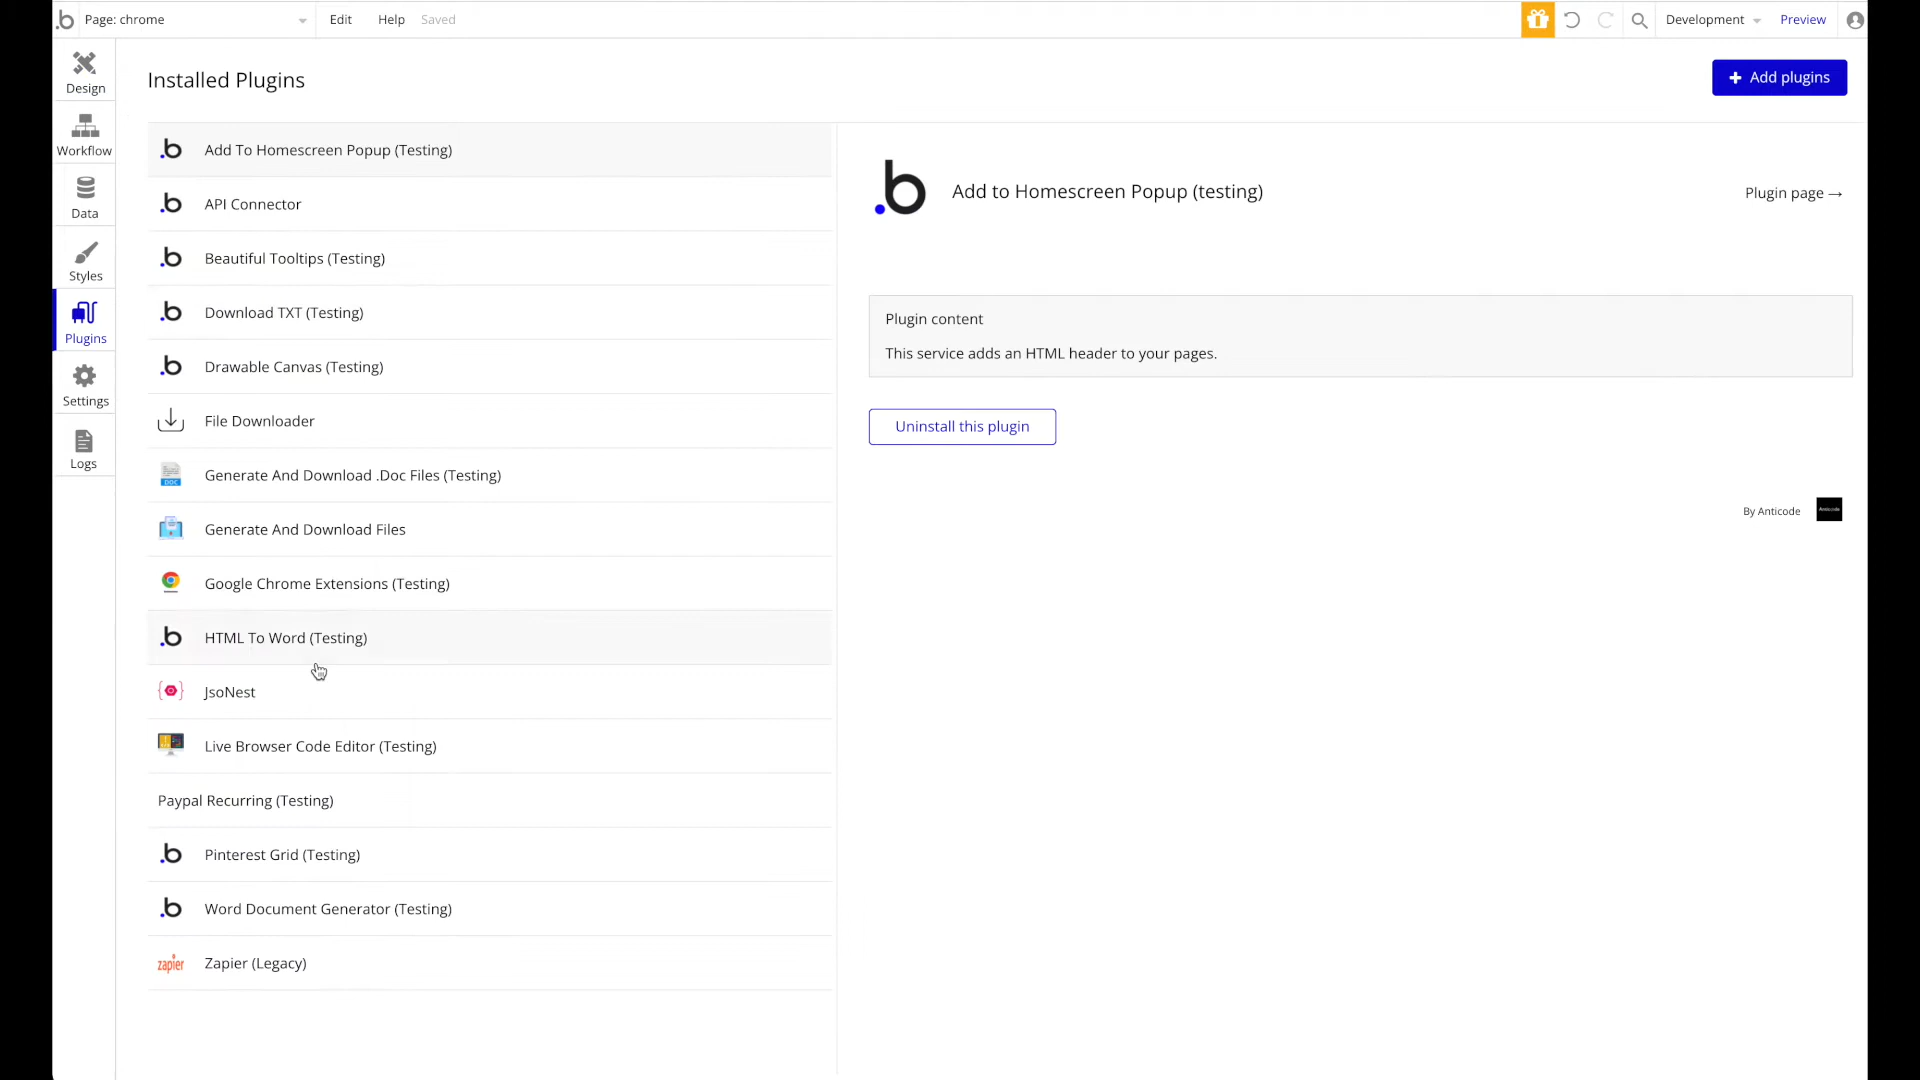 Page: chrome
Edit
Help
Saved
Development
Preview
Design
Workflow
Data
Styles
Plugins
Settings
Logs
Installed Plugins
+ Add plugins
.b Add To Homescreen Popup (Testing)
.b API Connector
.b Beautiful Tooltips (Testing)
.b Download TXT (Testing)
.b Drawable Canvas (Testing)
File Downloader
DOC Generate And Download .Doc Files (Testing)
Generate And Download Files
Google Chrome Extensions (Testing)
.b HTML To Word (Testing)
JsoNest
Live Browser Code Editor (Testing)
Paypal Recurring (Testing)
.b Pinterest Grid (Testing)
.b Word Document Generator (Testing)
zapier Zapier (Legacy)
.b Add to Homescreen Popup (testing)
Plugin page →
Plugin content
This service adds an HTML header to your pages.
Uninstall this plugin
By Anticode Anticode